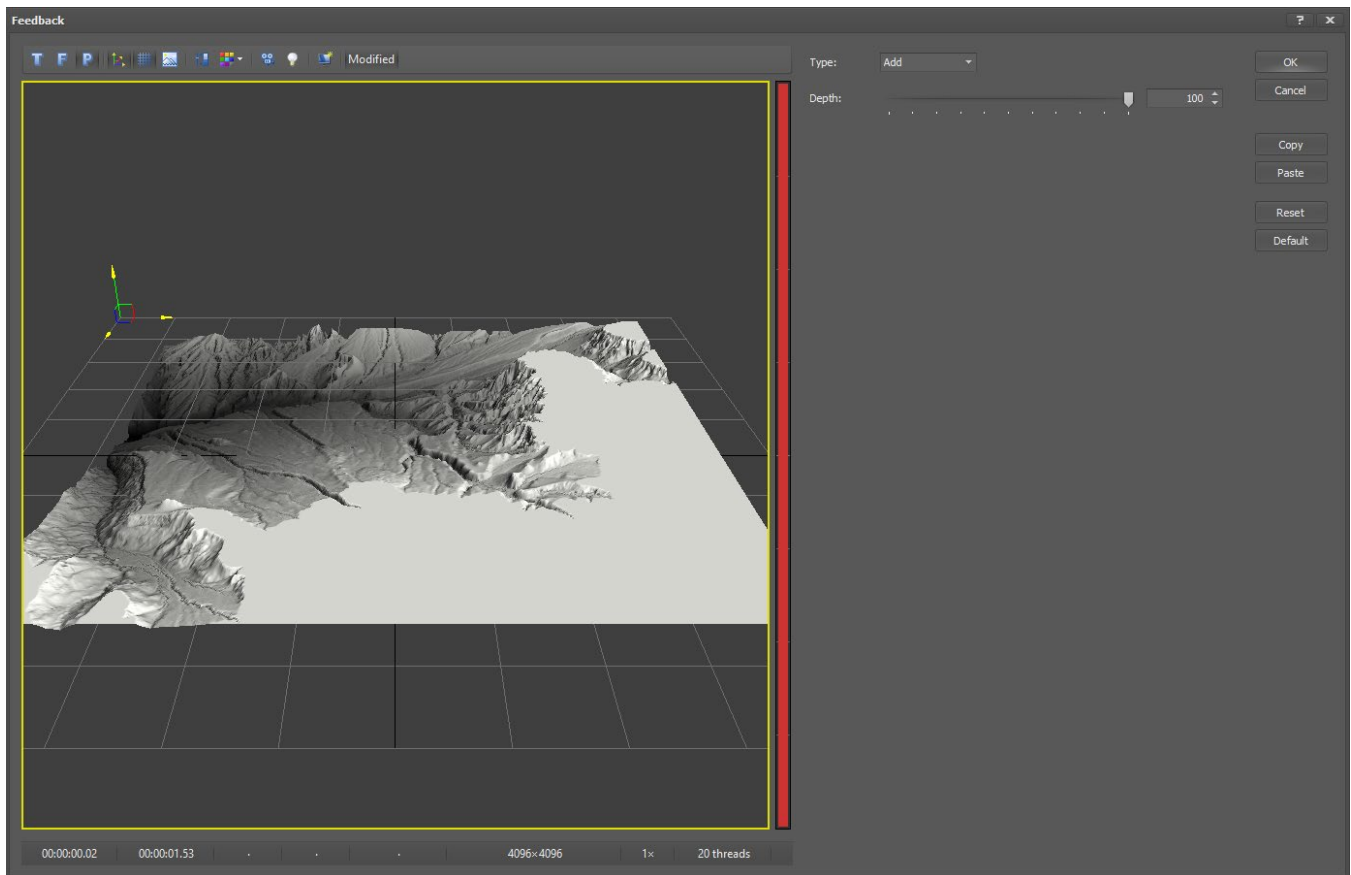 Feedback
? x
T F P Modified
Type: Add
OK
Depth: 100
Cancel
Copy
Paste
Reset
Default
00:00:00.02 00:00:01.53 . . . 4096×4096 1× 20 threads